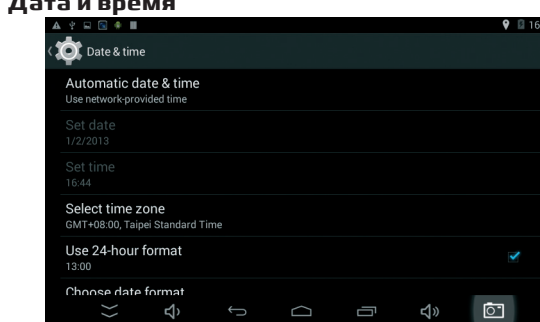 Дата и время
16
Date & time
Automatic date & time
Use network-provided time
Set date
1/2/2013
Set time
16:44
Select time zone
GMT+08:00, Taipei Standard Time
Use 24-hour format
13:00
Choose date format